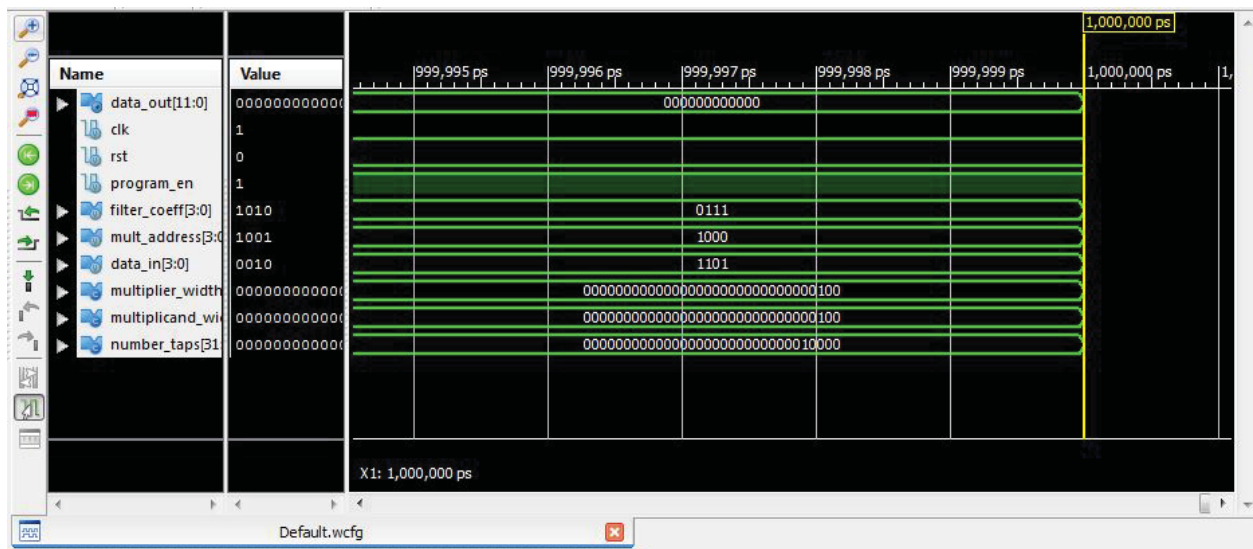 1,000,000 ps
Name Value 999,995 ps 999,996 ps 999,997 ps 999,998 ps 999,999 ps 1,000,000 ps 1,
data_out[11:0] 000000000000 000000000000
clk 1
rst 0
program_en 1
filter_coeff[3:0] 1010 0111
mult_address[3:0 1001 1000
data_in[3:0] 0010 1101
multiplier_width 000000000000 00000000000000000000000000000100
multiplicand_wi 000000000000 00000000000000000000000000000100
number_taps[31: 000000000000 00000000000000000000000000010000
X1: 1,000,000 ps
Default.wcfg